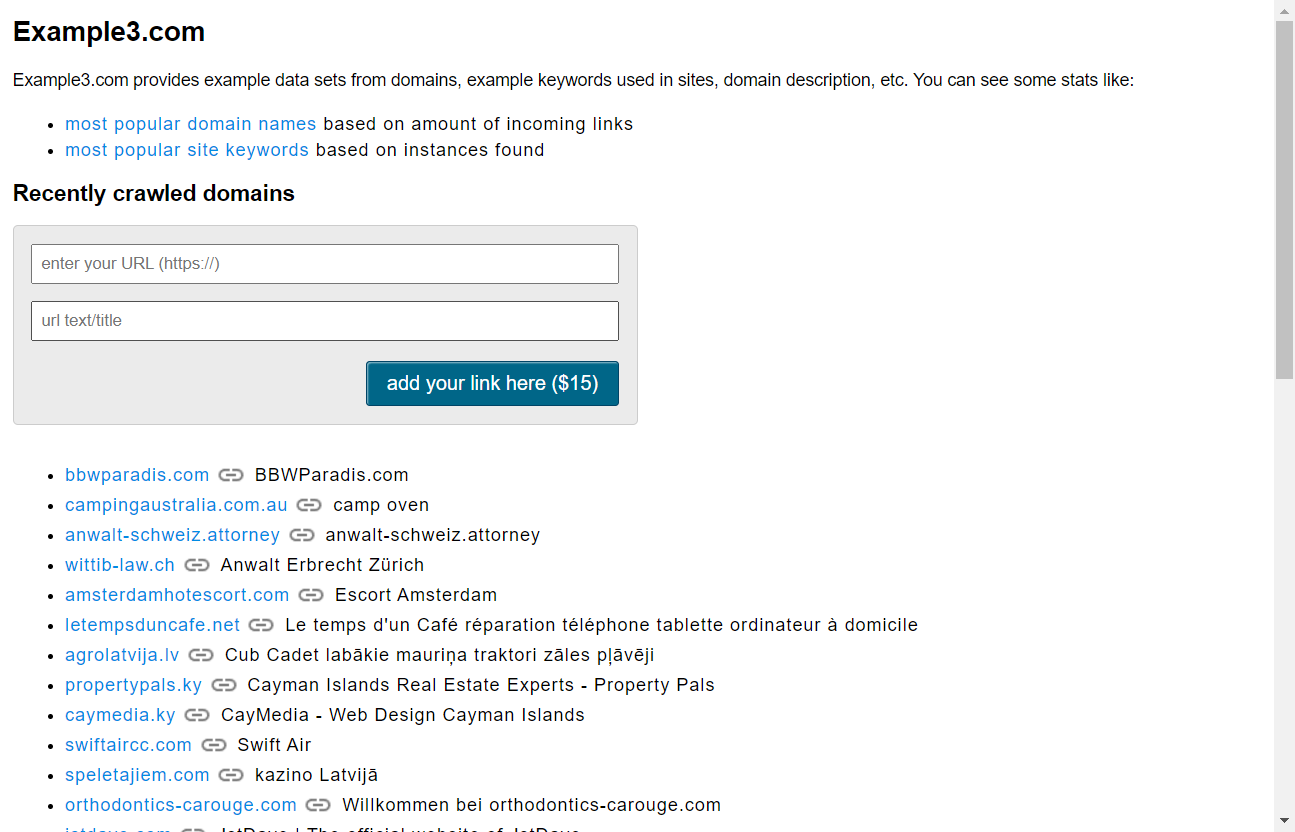 Example3.com
Example3.com provides example data sets from domains, example keywords used in sites, domain description, etc. You can see some stats like:
most popular domain names based on amount of incoming links
most popular site keywords based on instances found
Recently crawled domains
enter your URL (https://)
url text/title
add your link here ($15)
bbwparadis.com BBWParadis.com
campingaustralia.com.au camp oven
anwalt-schweiz.attorney anwalt-schweiz.attorney
wittib-law.ch Anwalt Erbrecht Zürich
amsterdamhotescort.com Escort Amsterdam
letempsduncafe.net Le temps d'un Café réparation téléphone tablette ordinateur à domicile
agrolatvija.lv Cub Cadet labākie mauriņa traktori zāles pļāvēji
propertypals.ky Cayman Islands Real Estate Experts - Property Pals
caymedia.ky CayMedia - Web Design Cayman Islands
swiftaircc.com Swift Air
speletajiem.com kazino Latvijā
orthodontics-carouge.com Willkommen bei orthodontics-carouge.com
JetDave | The official website of JetDave